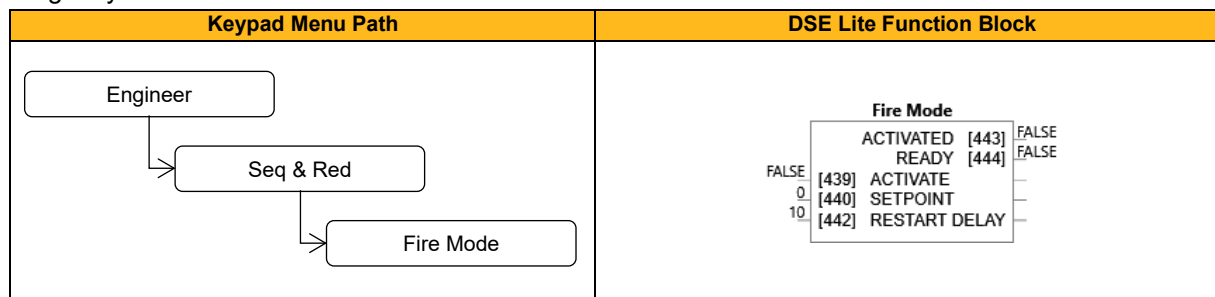 Keypad Menu Path
DSE Lite Function Block
Engineer
Seq & Red
Fire Mode
Fire Mode
ACTIVATED [443] FALSE
READY [444] FALSE
FALSE [439] ACTIVATE
0 [440] SETPOINT
10 [442] RESTART DELAY